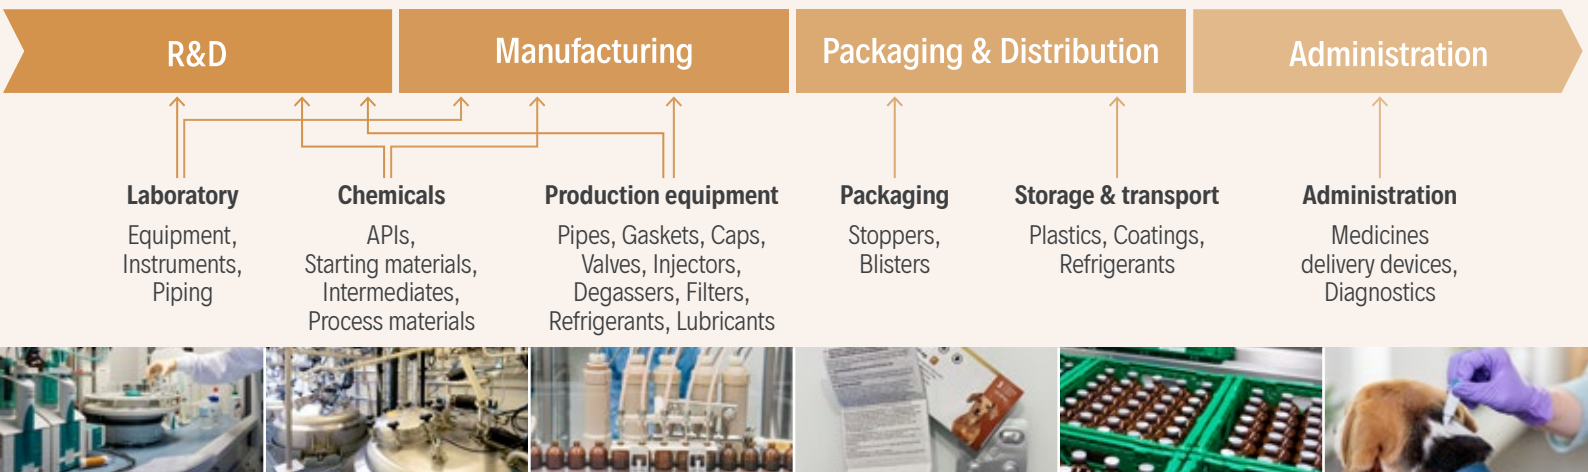 R&D
Manufacturing
Packaging & Distribution
Administration
Laboratory
Equipment,
Instruments,
Piping
Chemicals
APIs,
Starting materials,
Intermediates,
Process materials
Production equipment
Pipes, Gaskets, Caps,
Valves, Injectors,
Degassers, Filters,
Refrigerants, Lubricants
Packaging
Stoppers,
Blisters
Storage & transport
Plastics, Coatings,
Refrigerants
Administration
Medicines
delivery devices,
Diagnostics